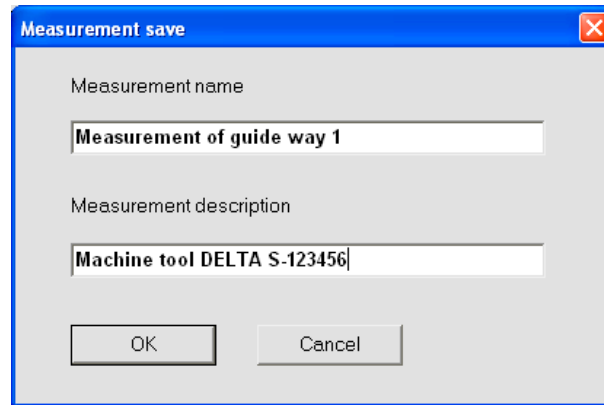 Measurement save
Measurement name
Measurement of guide way 1
Measurement description
Machine tool DELTA S-123456
OK
Cancel